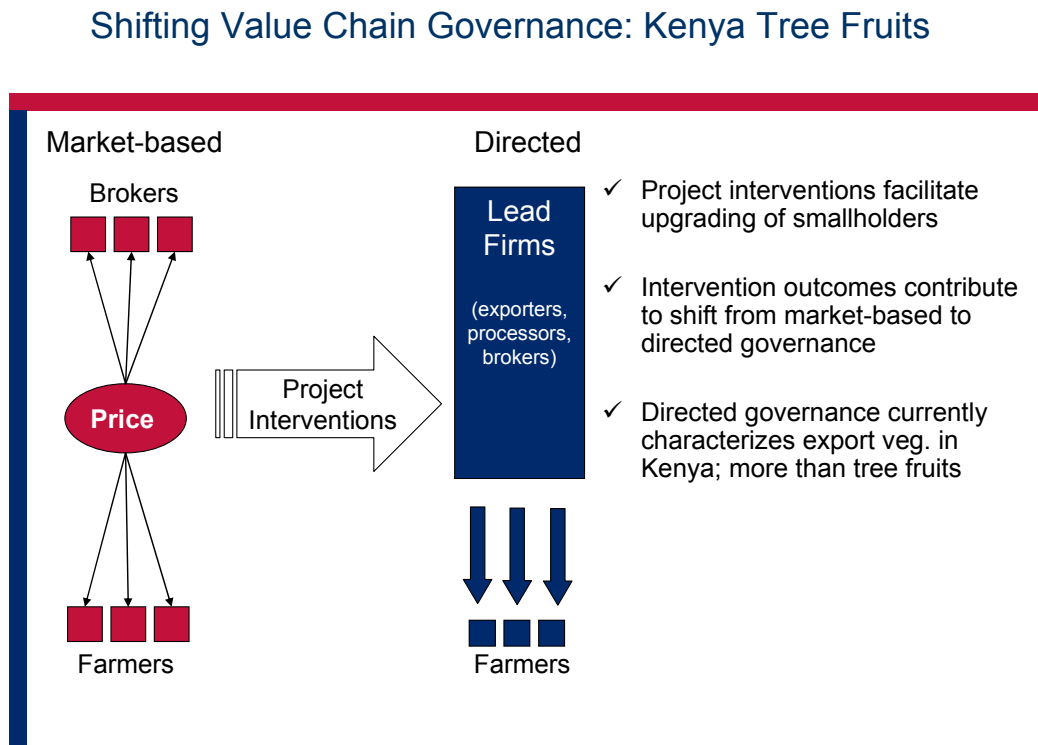 Shifting Value Chain Governance: Kenya Tree Fruits
Market-based
Brokers
Price
Farmers
Project
Interventions
Directed
Lead
Firms
(exporters,
processors,
brokers)
Farmers
✓ Project interventions facilitate
upgrading of smallholders
✓ Intervention outcomes contribute
to shift from market-based to
directed governance
✓ Directed governance currently
characterizes export veg. in
Kenya; more than tree fruits